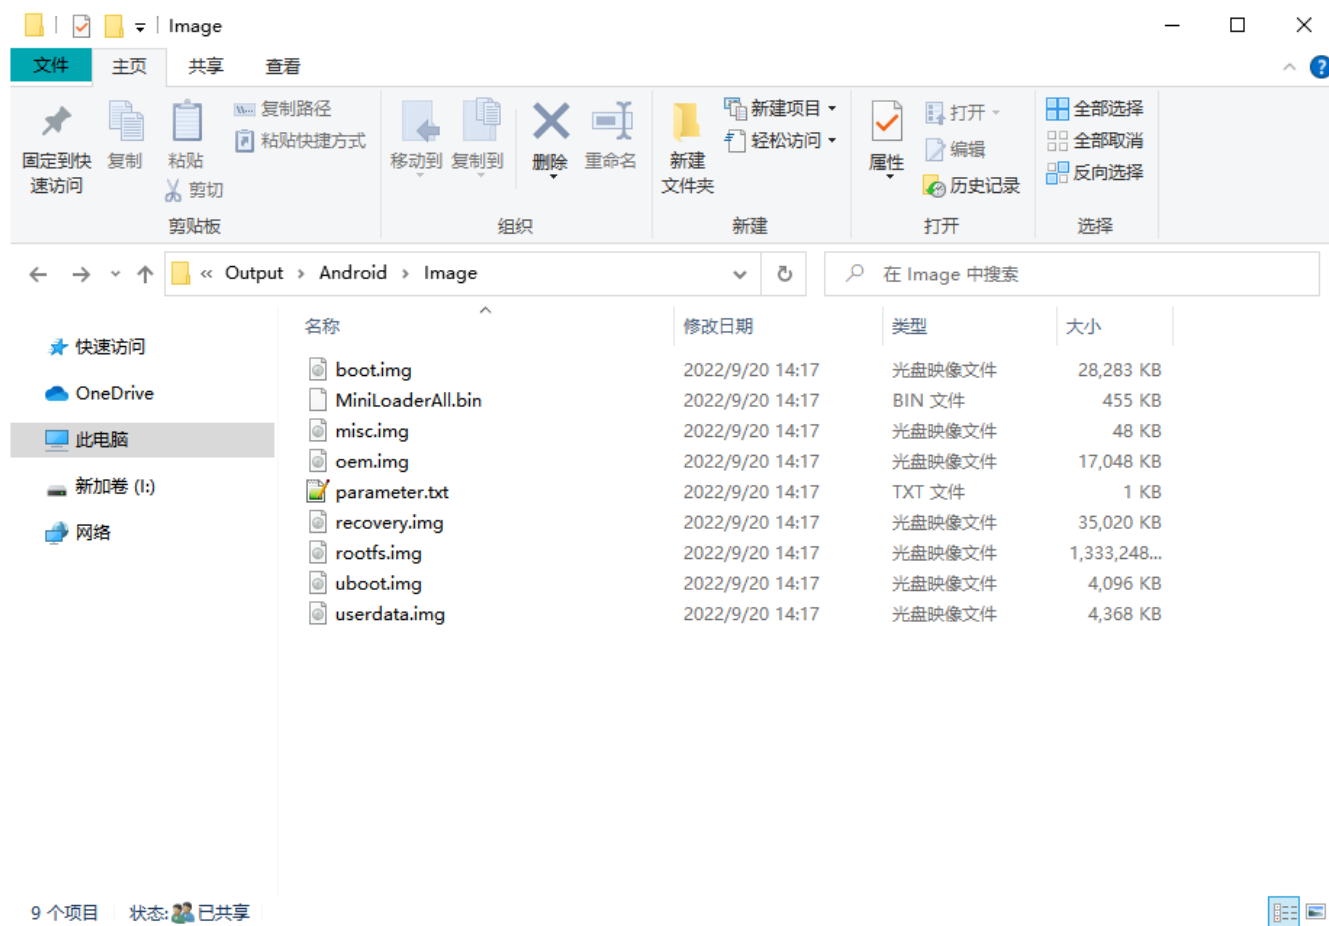 Image
文件 主页 共享 查看
固定到快速访问
复制
粘贴
复制路径
粘贴快捷方式
剪切
剪贴板
移动到
复制到
删除
重命名
组织
新建
文件夹
新建项目
轻松访问
新建
属性
打开
编辑
历史记录
打开
全部选择
全部取消
反向选择
选择
« Output › Android › Image
在 Image 中搜索
快速访问
OneDrive
此电脑
新加卷 (I:)
网络
名称 修改日期 类型 大小
boot.img 2022/9/20 14:17 光盘映像文件 28,283 KB
MiniLoaderAll.bin 2022/9/20 14:17 BIN 文件 455 KB
misc.img 2022/9/20 14:17 光盘映像文件 48 KB
oem.img 2022/9/20 14:17 光盘映像文件 17,048 KB
parameter.txt 2022/9/20 14:17 TXT 文件 1 KB
recovery.img 2022/9/20 14:17 光盘映像文件 35,020 KB
rootfs.img 2022/9/20 14:17 光盘映像文件 1,333,248...
uboot.img 2022/9/20 14:17 光盘映像文件 4,096 KB
userdata.img 2022/9/20 14:17 光盘映像文件 4,368 KB
9 个项目 状态: 已共享